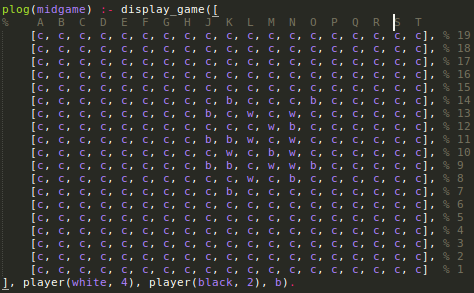 plog(midgame) :- display_game([
% A B C D E F G H J K L M N O P Q R S T
[c, c, c, c, c, c, c, c, c, c, c, c, c, c, c, c, c, c, c], % 19
[c, c, c, c, c, c, c, c, c, c, c, c, c, c, c, c, c, c, c], % 18
[c, c, c, c, c, c, c, c, c, c, c, c, c, c, c, c, c, c, c], % 17
[c, c, c, c, c, c, c, c, c, c, c, c, c, c, c, c, c, c, c], % 16
[c, c, c, c, c, c, c, c, c, c, c, c, c, c, c, c, c, c, c], % 15
[c, c, c, c, c, c, c, c, c, b, c, c, c, b, c, c, c, c, c], % 14
[c, c, c, c, c, c, c, c, b, c, w, c, w, c, c, c, c, c, c], % 13
[c, c, c, c, c, c, c, c, c, c, c, w, b, c, c, c, c, c, c], % 12
[c, c, c, c, c, c, c, c, b, b, w, c, w, c, c, c, c, c, c], % 11
[c, c, c, c, c, c, c, c, c, w, c, b, w, c, c, c, c, c, c], % 10
[c, c, c, c, c, c, c, c, b, b, c, w, w, b, c, c, c, c, c], % 9
[c, c, c, c, c, c, c, c, c, c, w, c, b, c, c, c, c, c, c], % 8
[c, c, c, c, c, c, c, c, c, b, c, c, c, c, c, c, c, c, c], % 7
[c, c, c, c, c, c, c, c, c, c, c, c, c, c, c, c, c, c, c], % 6
[c, c, c, c, c, c, c, c, c, c, c, c, c, c, c, c, c, c, c], % 5
[c, c, c, c, c, c, c, c, c, c, c, c, c, c, c, c, c, c, c], % 4
[c, c, c, c, c, c, c, c, c, c, c, c, c, c, c, c, c, c, c], % 3
[c, c, c, c, c, c, c, c, c, c, c, c, c, c, c, c, c, c, c], % 2
[c, c, c, c, c, c, c, c, c, c, c, c, c, c, c, c, c, c, c] % 1
], player(white, 4), player(black, 2), b).